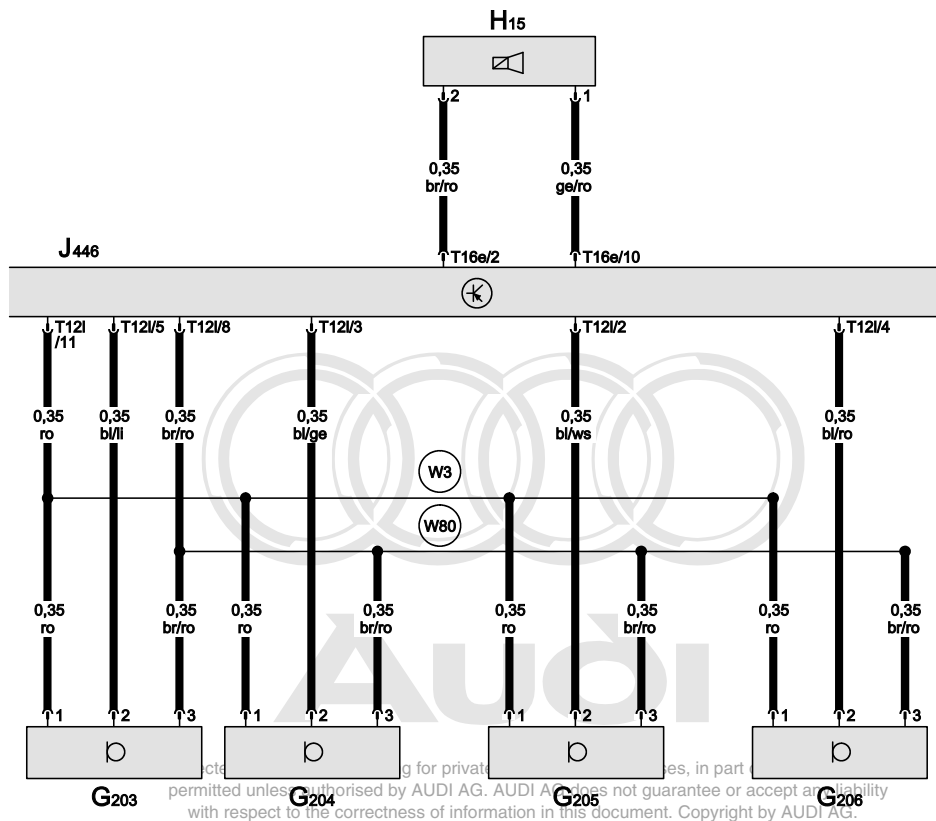 H15
2 1
0,35 0,35
br/ro ge/ro
J446
T16e/2 T16e/10
T12l/11 T12l/5 T12l/8 T12l/3 T12l/2 T12l/4
0,35 0,35 0,35 0,35 0,35 0,35
ro bl/li br/ro bl/ge bl/ws bl/ro
W3
W80
0,35 0,35 0,35 0,35 0,35 0,35 0,35 0,35
ro br/ro ro br/ro ro br/ro ro br/ro
Audi
1 2 3 1 2 3 1 2 3 1 2 3
g for private ses, in part
G203 G204 G205 G206
permitted unless authorised by AUDI AG. AUDI AG does not guarantee or accept any liability
with respect to the correctness of information in this document. Copyright by AUDI AG.